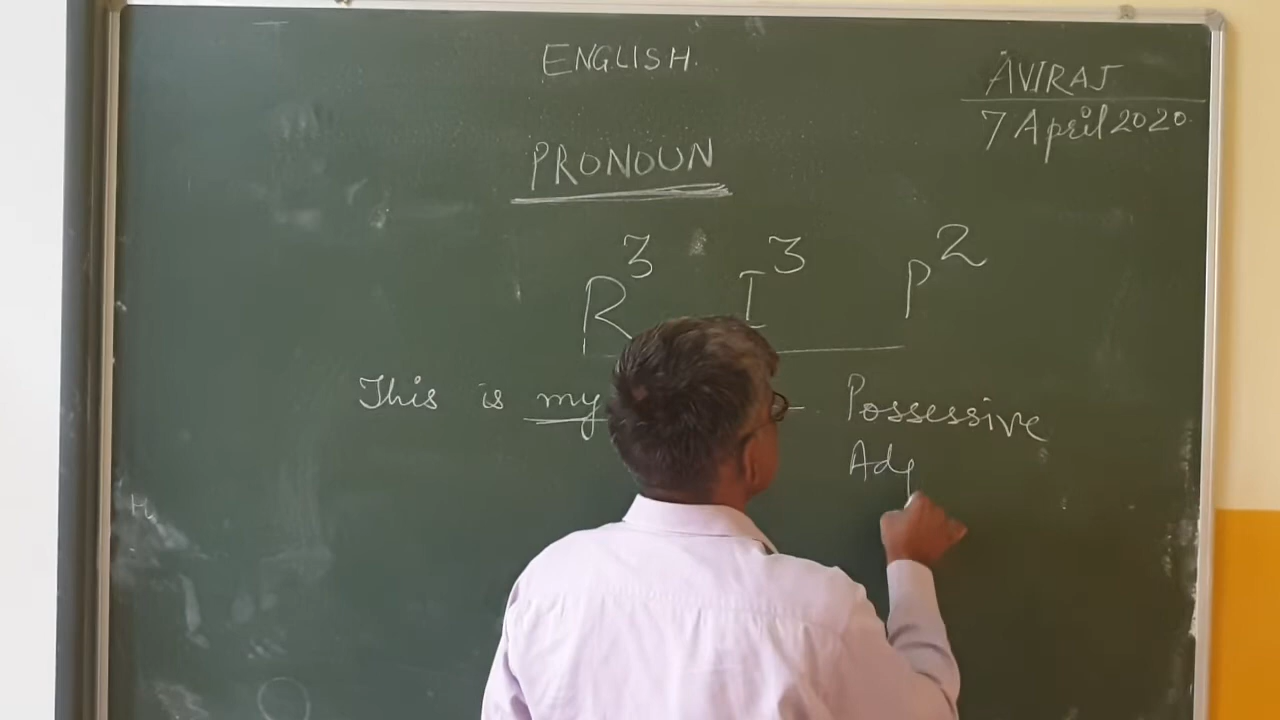 ENGLISH.
AVIRAJ
7 April 2020.
PRONOUN
R³ I³ P²
This is my - Possessive
Adj